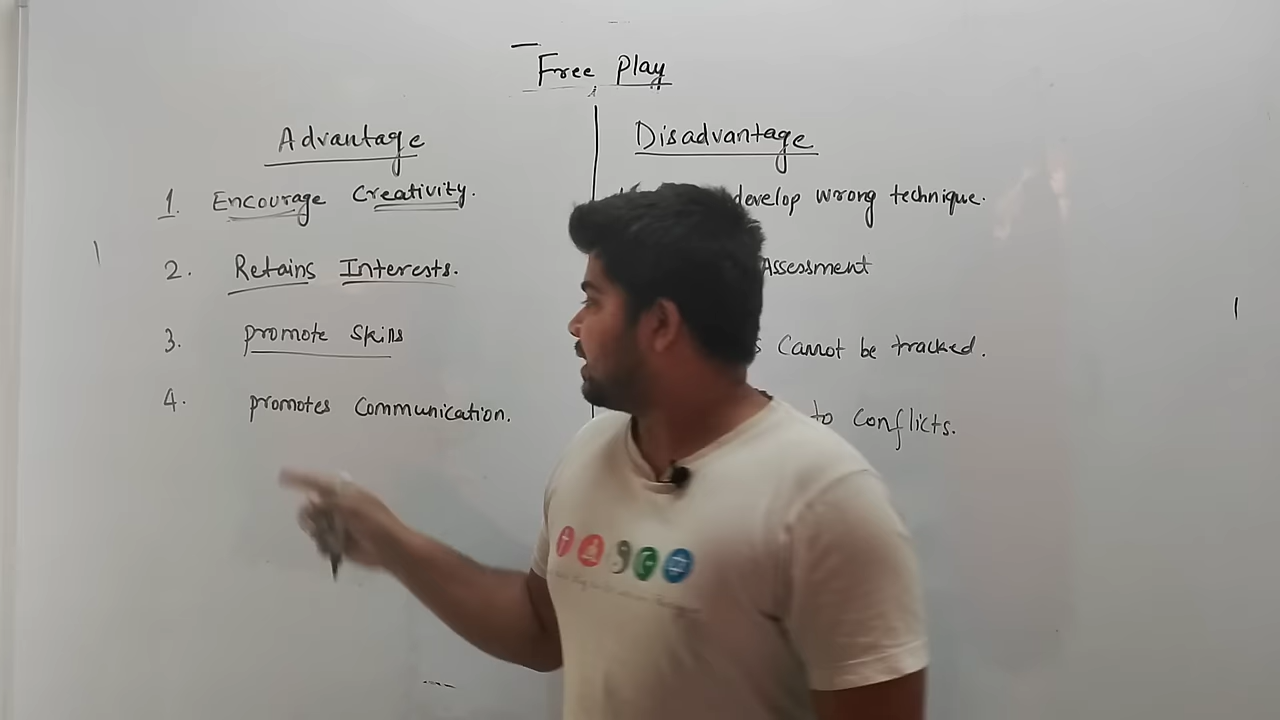 Free Play
Advantage
1. Encourage Creativity.
2. Retains Interests.
3. promote Skills
4. promotes Communication.
Disadvantage
develop wrong technique.
Assessment
Cannot be tracked.
to Conflicts.